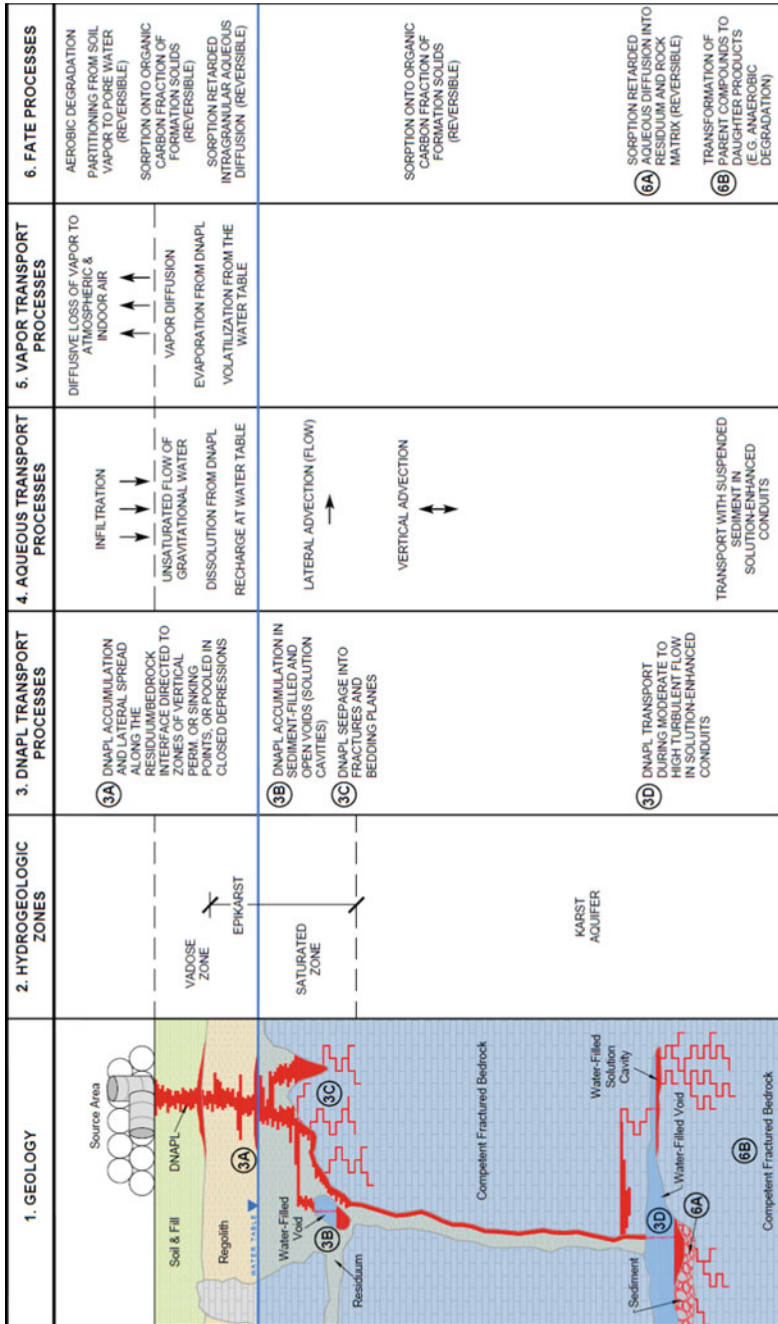 1. GEOLOGY
Source Area
DNAPL
Soil & Fill
Regolith
3A
WATER TABLE
Water-Filled
Void
3B
3C
Residuum
Competent Fractured Bedrock
Water-Filled
Solution
Cavity
Water-Filled Void
3D
Sediment
6A
6B
Competent Fractured Bedrock
2. HYDROGEOLOGIC
ZONES
VADOSE
ZONE
EPIKARST
SATURATED
ZONE
KARST
AQUIFER
3. DNAPL TRANSPORT
PROCESSES
3A DNAPL ACCUMULATION
AND LATERAL SPREAD
ALONG THE
RESIDUUM/BEDROCK
INTERFACE DIRECTED TO
ZONES OF VERTICAL
PERM. OR SINKING
POINTS, OR POOLED IN
CLOSED DEPRESSIONS
3B DNAPL ACCUMULATION IN
SEDIMENT-FILLED AND
OPEN VOIDS (SOLUTION
CAVITIES)
3C DNAPL SEEPAGE INTO
FRACTURES AND
BEDDING PLANES
3D DNAPL TRANSPORT
DURING MODERATE TO
HIGH TURBULENT FLOW
IN SOLUTION-ENHANCED
CONDUITS
4. AQUEOUS TRANSPORT
PROCESSES
INFILTRATION
UNSATURATED FLOW OF
GRAVITATIONAL WATER
DISSOLUTION FROM DNAPL
RECHARGE AT WATER TABLE
LATERAL ADVECTION (FLOW)
VERTICAL ADVECTION
TRANSPORT WITH SUSPENDED
SEDIMENT IN
SOLUTION-ENHANCED
CONDUITS
5. VAPOR TRANSPORT
PROCESSES
DIFFUSIVE LOSS OF VAPOR TO
ATMOSPHERIC &
INDOOR AIR
VAPOR DIFFUSION
EVAPORATION FROM DNAPL
VOLATILIZATION FROM THE
WATER TABLE
6. FATE PROCESSES
AEROBIC DEGRADATION
PARTITIONING FROM SOIL
VAPOR TO PORE WATER
(REVERSIBLE)
SORPTION ONTO ORGANIC
CARBON FRACTION OF
FORMATION SOLIDS
(REVERSIBLE)
SORPTION RETARDED
INTRAGRANULAR AQUEOUS
DIFFUSION (REVERSIBLE)
SORPTION ONTO ORGANIC
CARBON FRACTION OF
FORMATION SOLIDS
(REVERSIBLE)
SORPTION RETARDED
6A AQUEOUS DIFFUSION INTO
RESIDUUM AND ROCK
MATRIX (REVERSIBLE)
TRANSFORMATION OF
6B PARENT COMPOUNDS TO
DAUGHTER PRODUCTS
(E.G. ANAEROBIC
DEGRADATION)